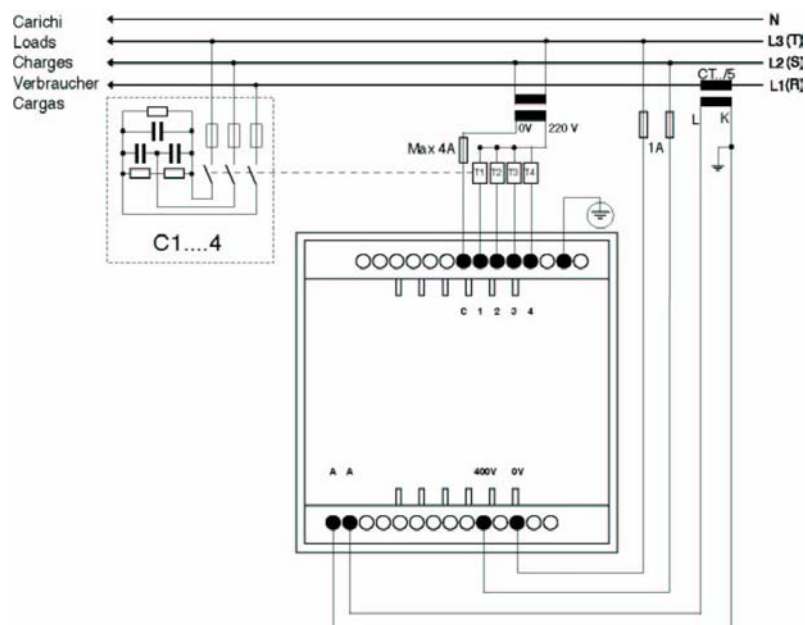 Carichi
Loads
Charges
Verbraucher
Cargas
N
L3 (T)
L2 (S)
L1 (R)
CT../5
L K
1A
0V 220 V
Max 4A
T1 T2 T3 T4
C1....4
C 1 2 3 4
A A 400V 0V